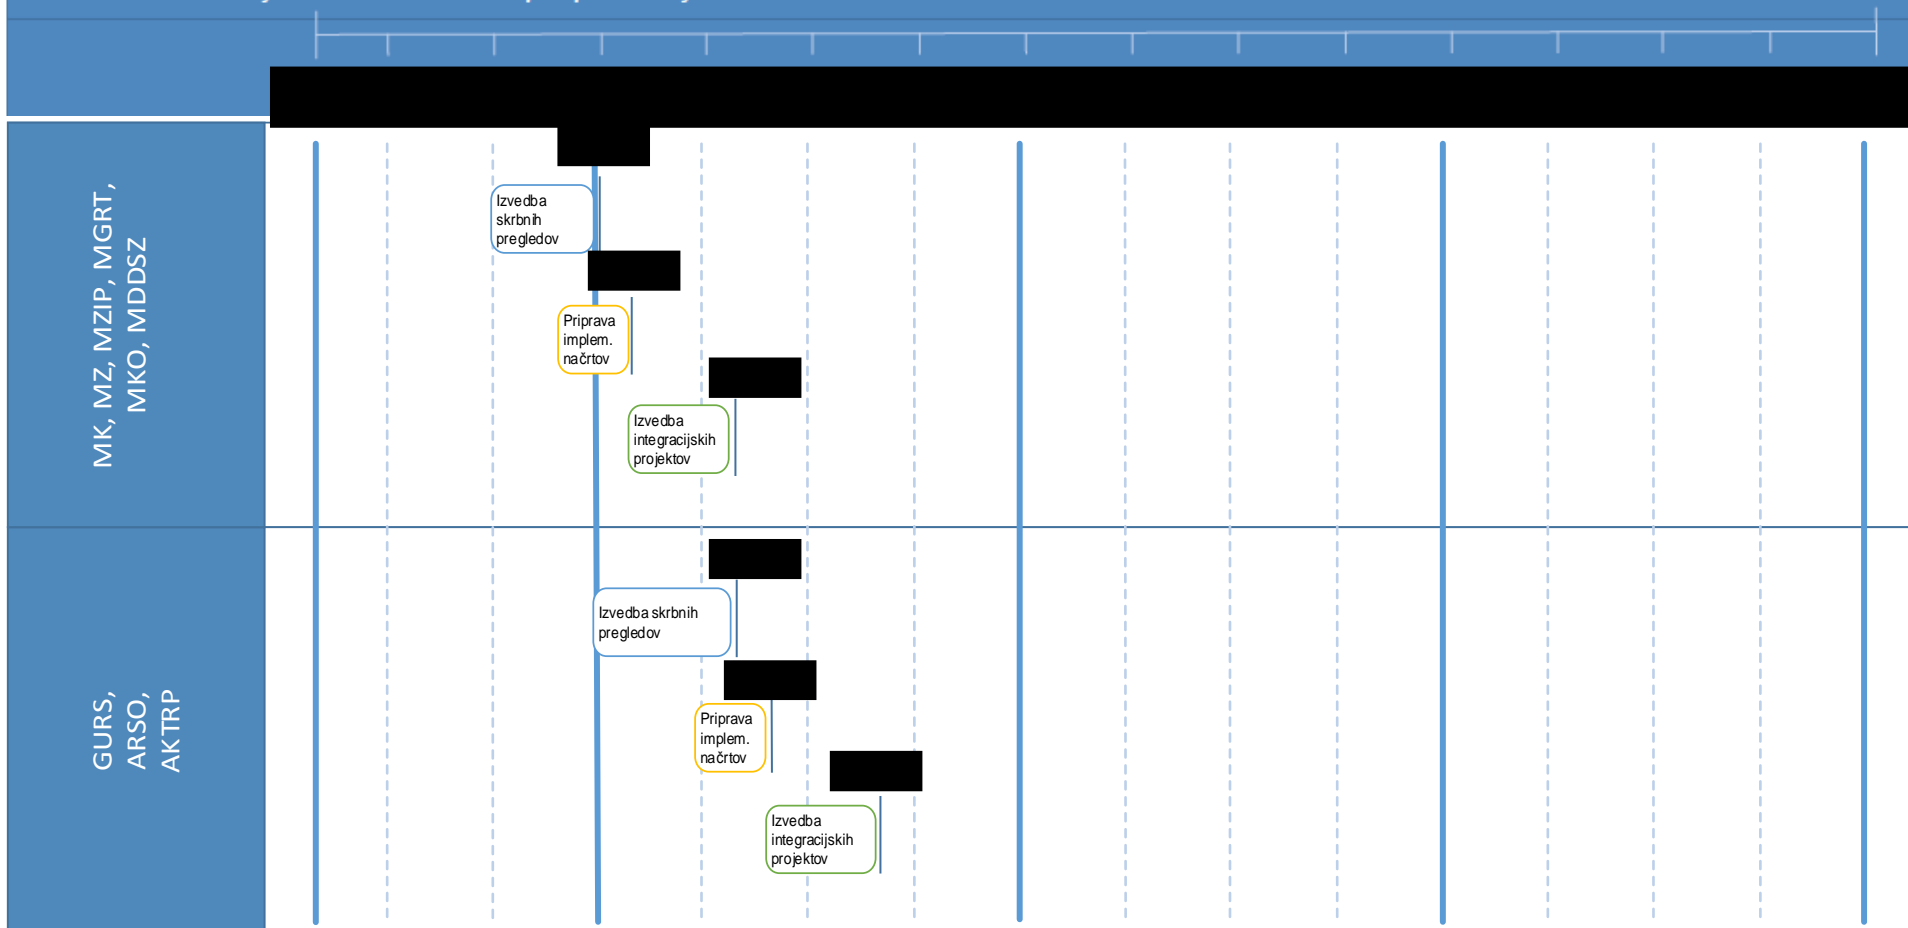 MK, MZ, MZIP, MGRT,
MKO, MDDSZ
Izvedba
skrbnih
pregledov
Priprava
implem.
načrtov
Izvedba
integracijskih
projektov
GURS,
ARSO,
AKTRP
Izvedba skrbnih
pregledov
Priprava
implem.
načrtov
Izvedba
integracijskih
projektov